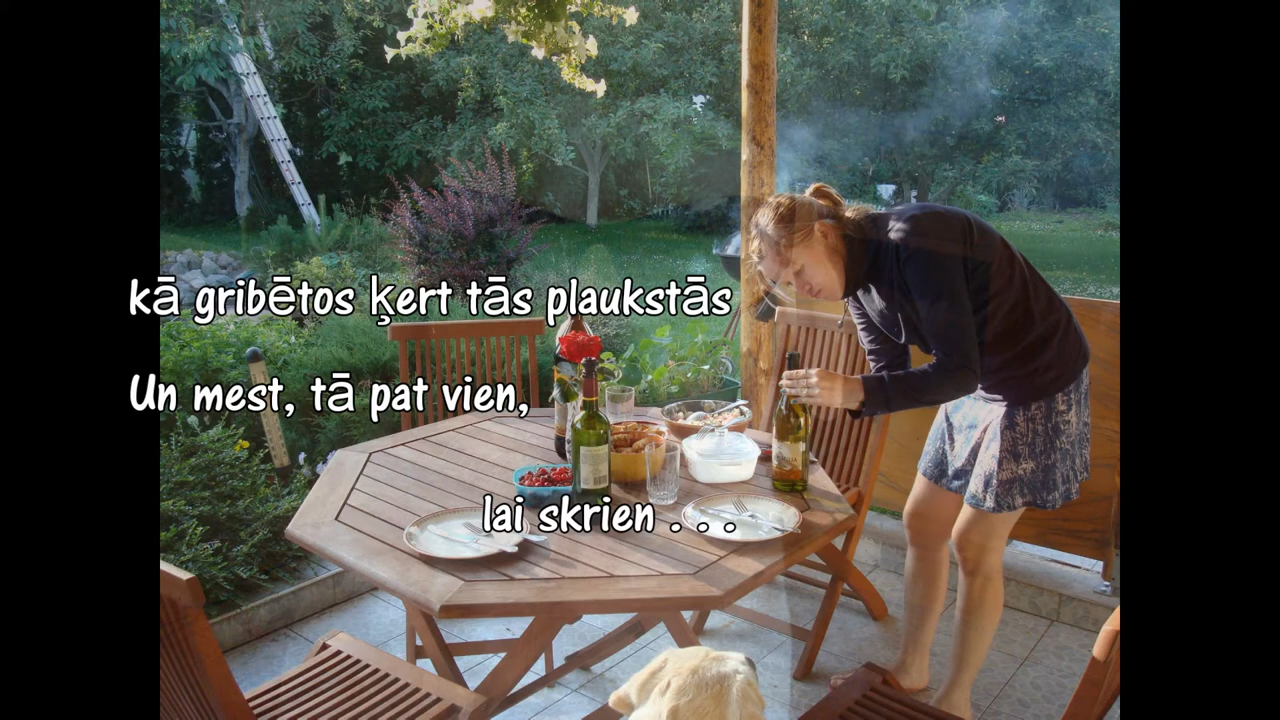 kā gribētos ķert tās plaukstās
Un mest, tā pat vien,
lai skrien . . .